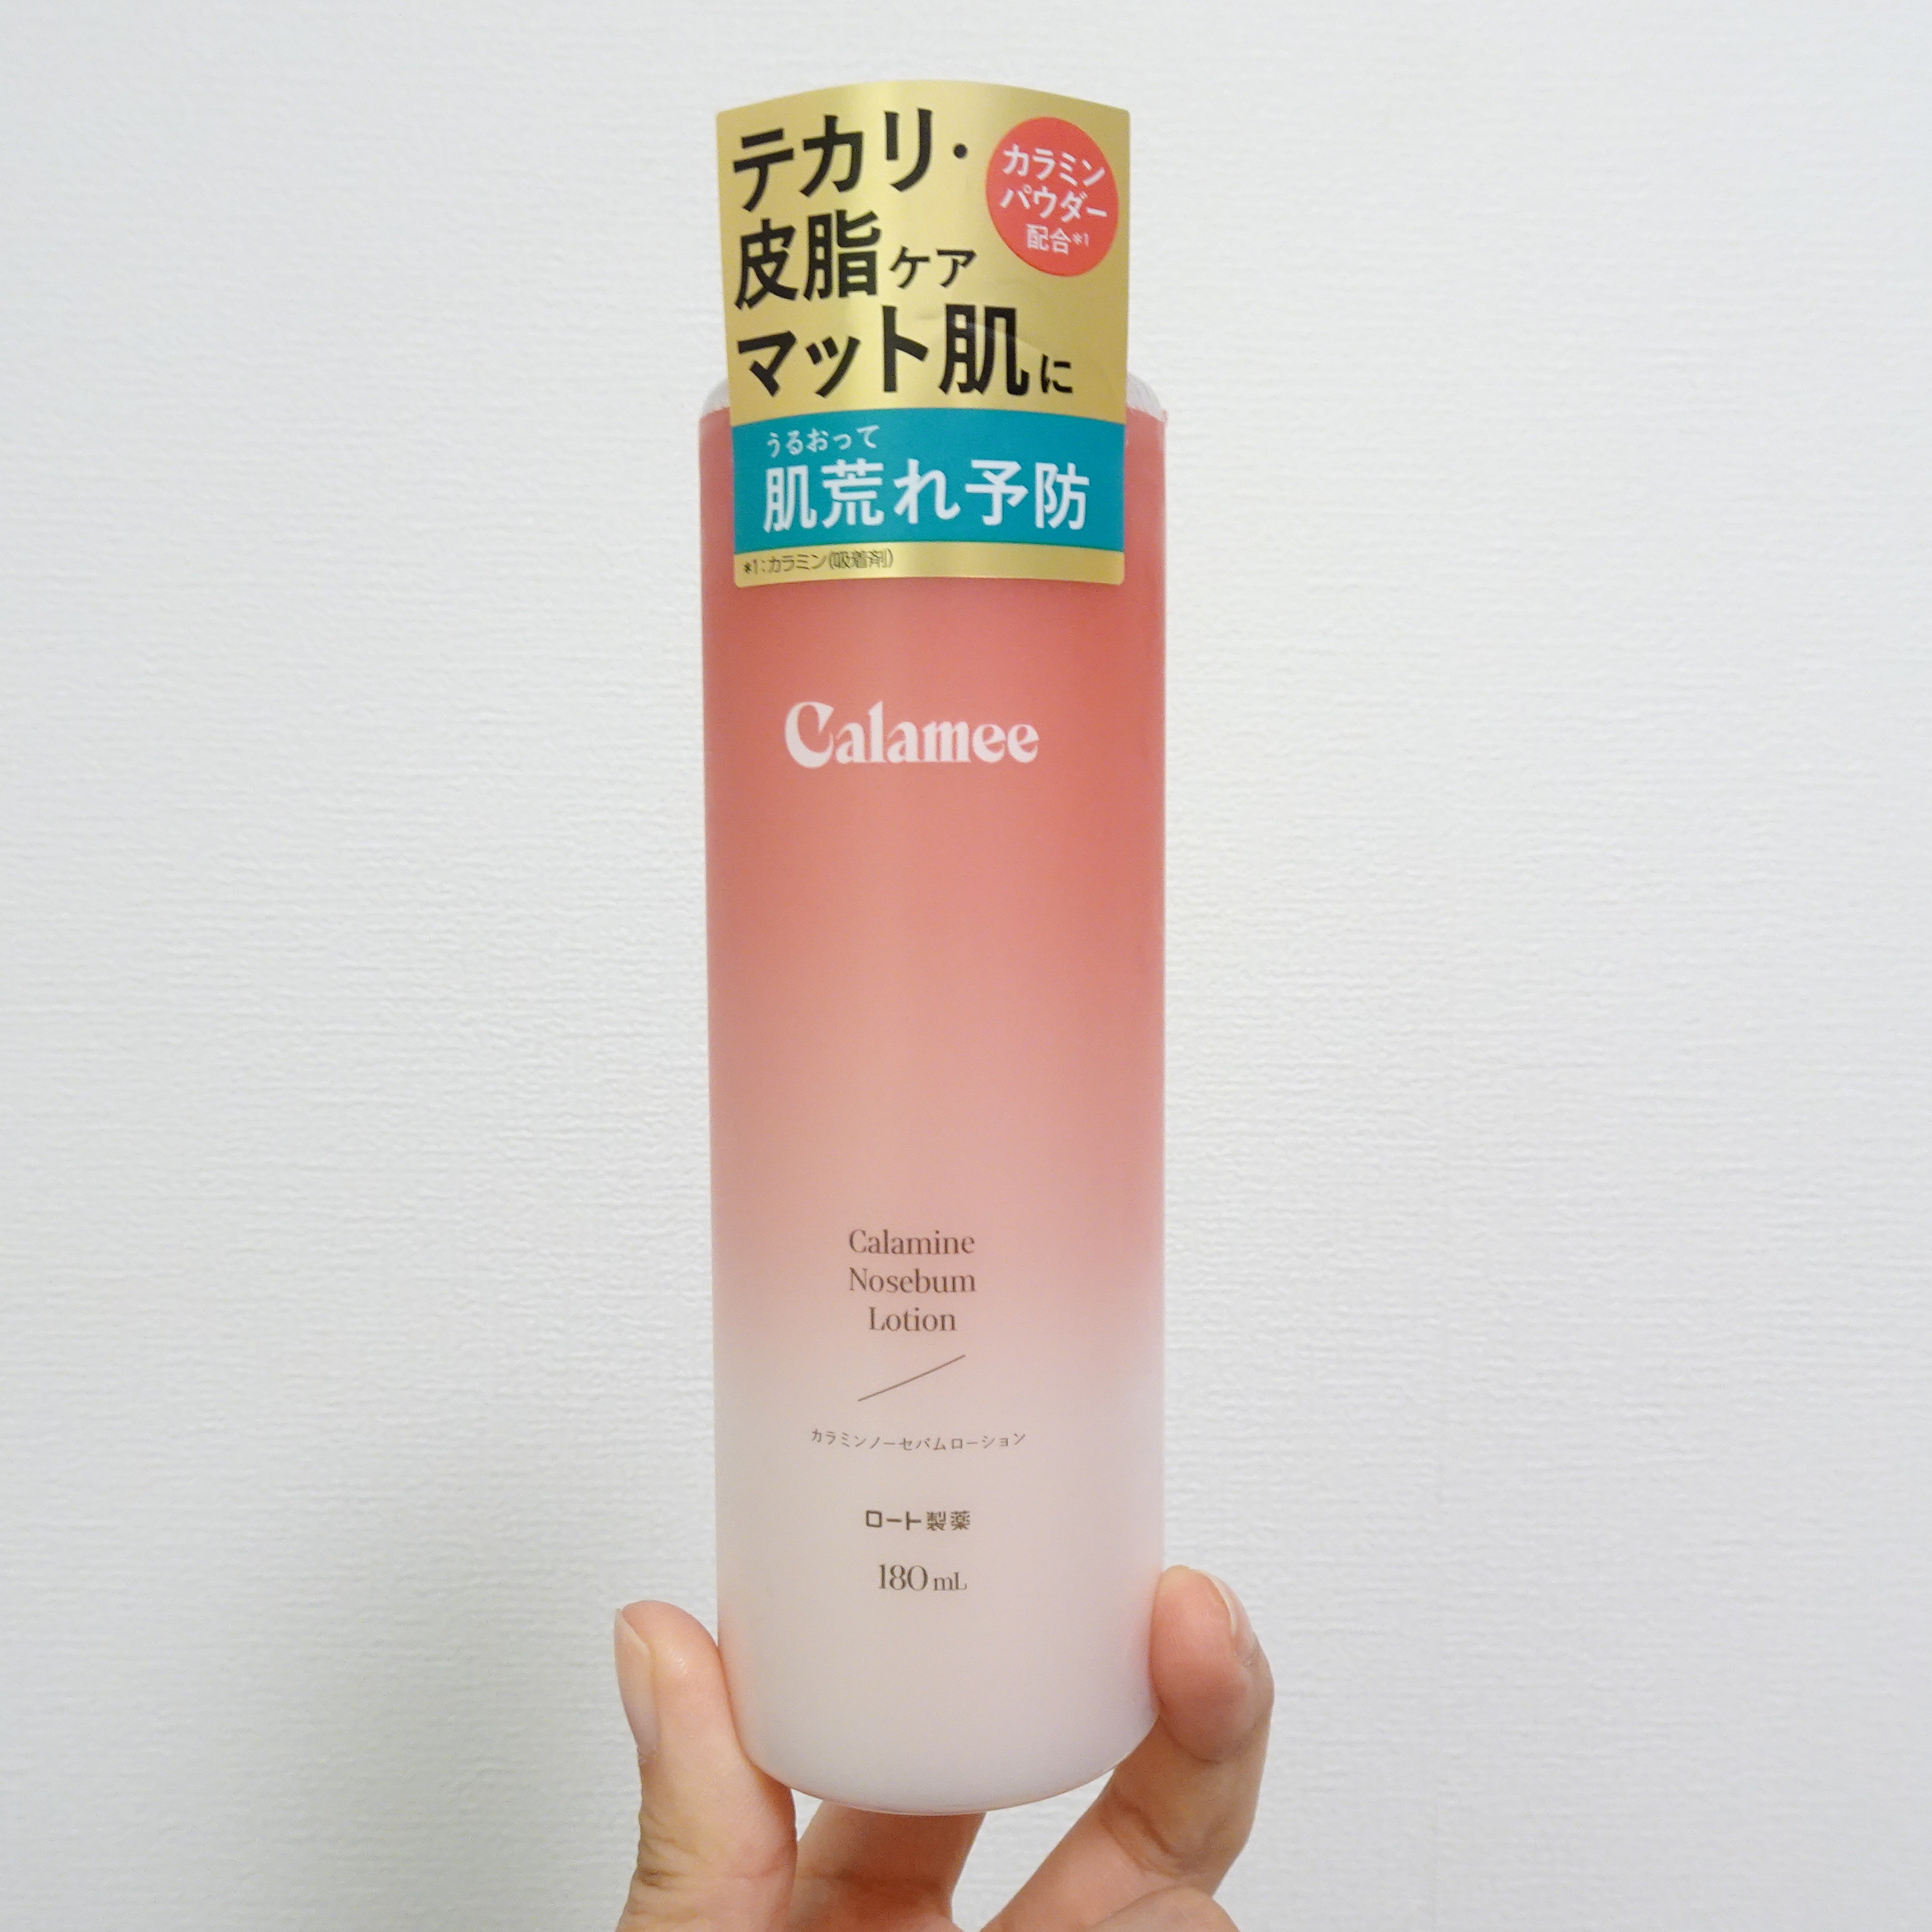 テカリ・
皮脂ケア
マット肌に
カラミン
パウダー
配合*1
うるおって
肌荒れ予防
*1:カラミン(吸着剤)
Calamee
Calamine
Nosebum
Lotion
カラミンノーセバムローション
ロート製薬
180mL